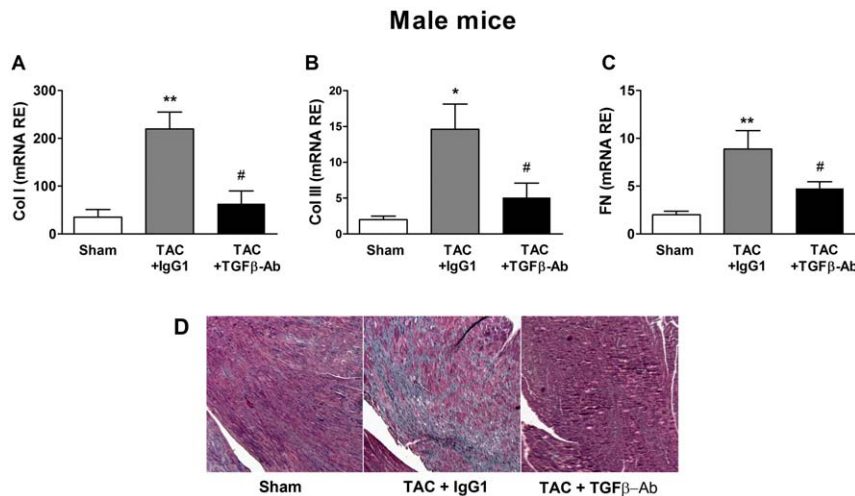 Male mice
A
Col I (mRNA RE)
300
200
100
0
**
#
Sham
TAC
+IgG1
TAC
+TGFβ-Ab
B
Col III (mRNA RE)
20
15
10
5
0
*
#
Sham
TAC
+IgG1
TAC
+TGFβ-Ab
C
FN (mRNA RE)
15
10
5
0
**
#
Sham
TAC
+IgG1
TAC
+TGFβ-Ab
D
Sham
TAC + IgG1
TAC + TGFβ–Ab